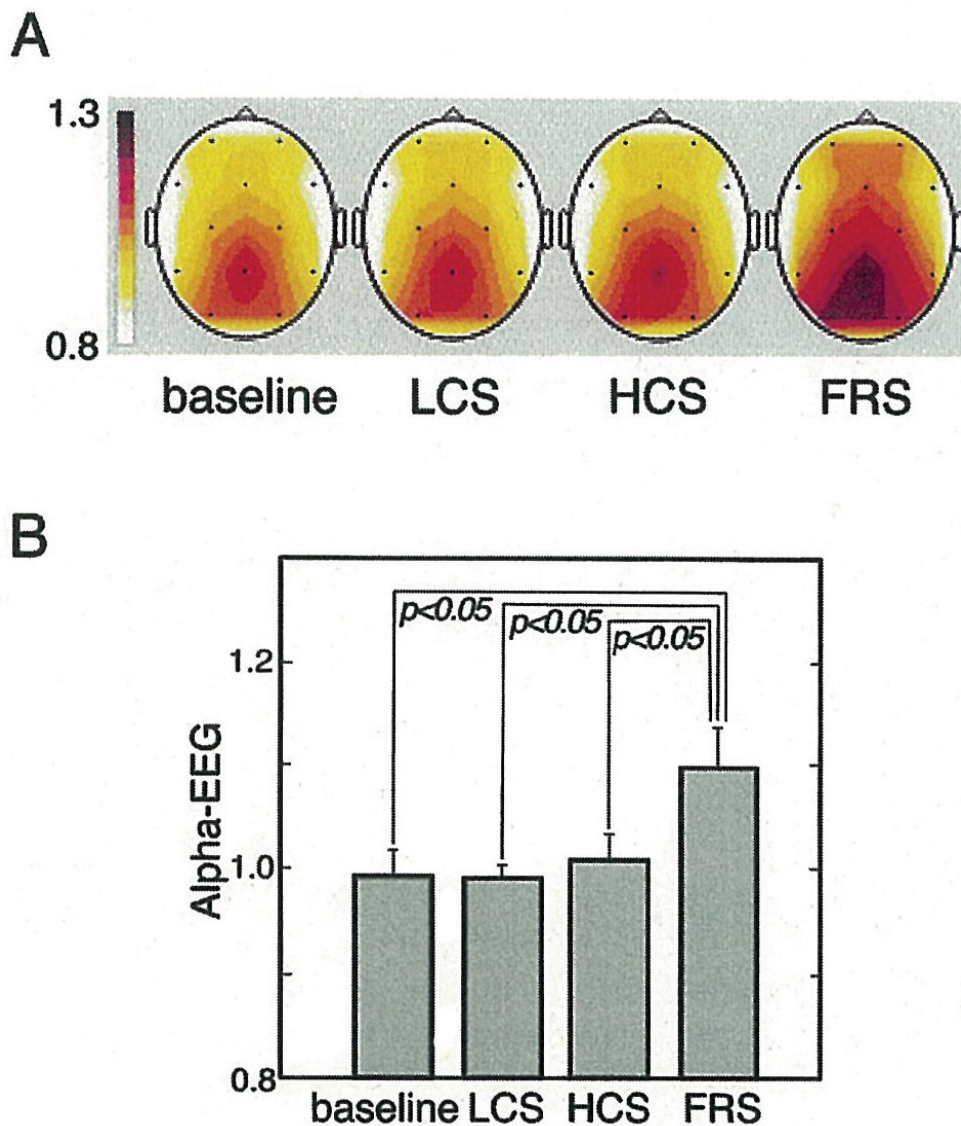 A
1.3
0.8
baseline LCS HCS FRS
B
p<0.05
p<0.05
p<0.05
1.2
1.0
0.8
Alpha-EEG
baseline LCS HCS FRS